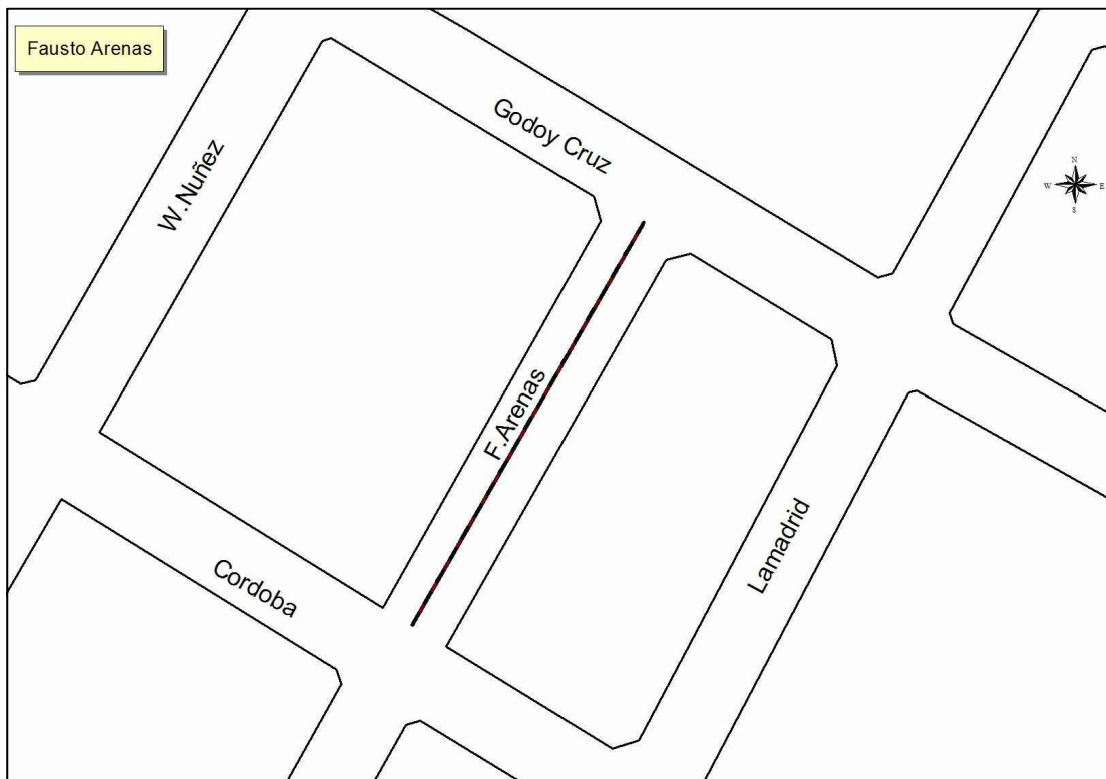 Fausto Arenas
Godoy Cruz
W.Nuñez
N
W
E
S
F.Arenas
Lamadrid
Cordoba